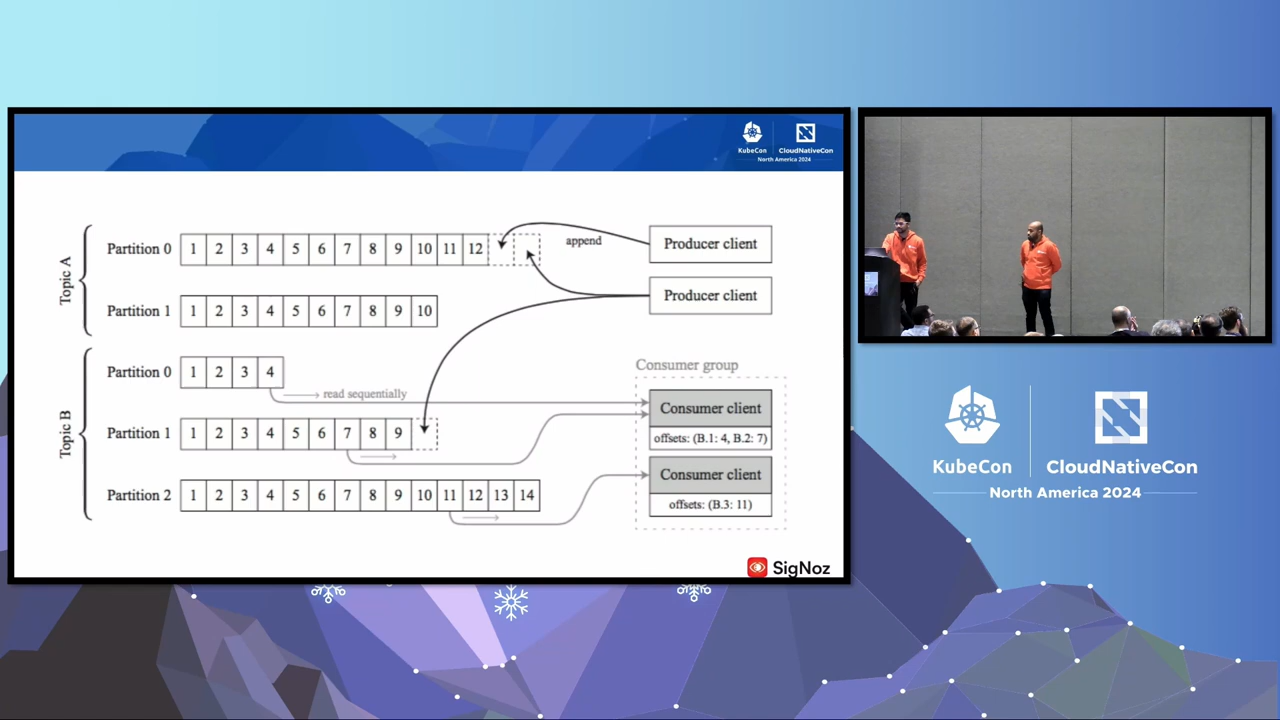 KubeCon
CloudNativeCon
North America 2024
Topic A
Partition 0 1 2 3 4 5 6 7 8 9 10 11 12
append
Producer client
Producer client
Partition 1 1 2 3 4 5 6 7 8 9 10
Topic B
Partition 0 1 2 3 4
read sequentially
Partition 1 1 2 3 4 5 6 7 8 9
Partition 2 1 2 3 4 5 6 7 8 9 10 11 12 13 14
Consumer group
Consumer client
offsets: (B.1: 4, B.2: 7)
Consumer client
offsets: (B.3: 11)
SigNoz
KubeCon
CloudNativeCon
North America 2024